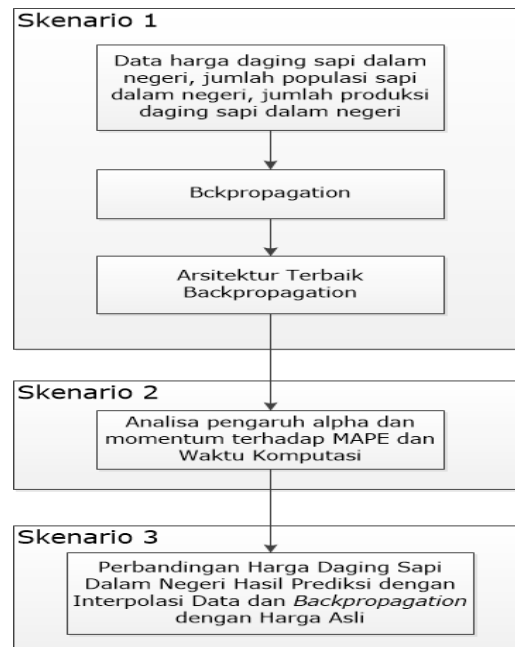 Skenario 1
Data harga daging sapi dalam
negeri, jumlah populasi sapi
dalam negeri, jumlah produksi
daging sapi dalam negeri
Bckpropagation
Arsitektur Terbaik
Backpropagation
Skenario 2
Analisa pengaruh alpha dan
momentum terhadap MAPE dan
Waktu Komputasi
Skenario 3
Perbandingan Harga Daging Sapi
Dalam Negeri Hasil Prediksi dengan
Interpolasi Data dan Backpropagation
dengan Harga Asli